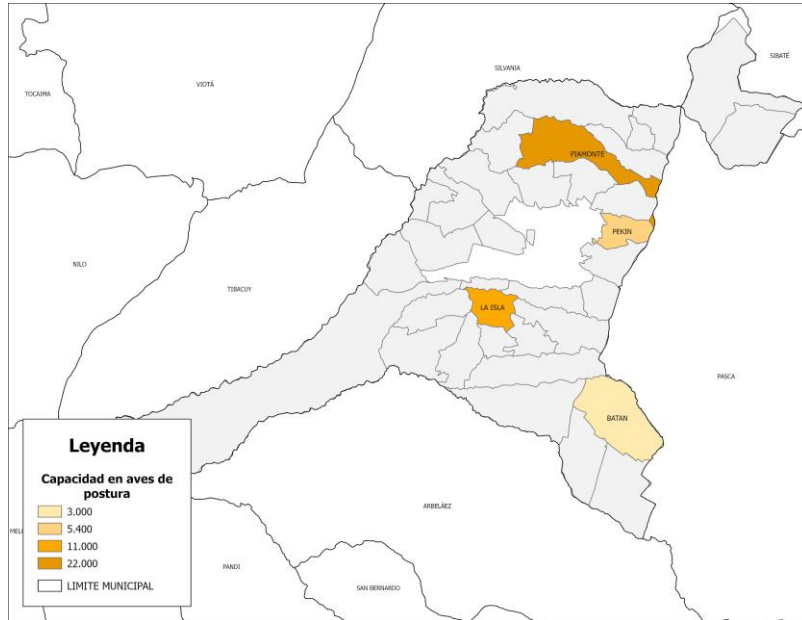 SIBATÉ
SILVANIA
VIOTÁ
TOCAIMA
PIAMONTE
PEKIN
NILO
TIBACUY
LA ISLA
PASCA
BATAN
ARBELÁEZ
PANDI
SAN BERNARDO
Leyenda
Capacidad en aves de
postura
3.000
5.400
11.000
22.000
LIMITE MUNICIPAL